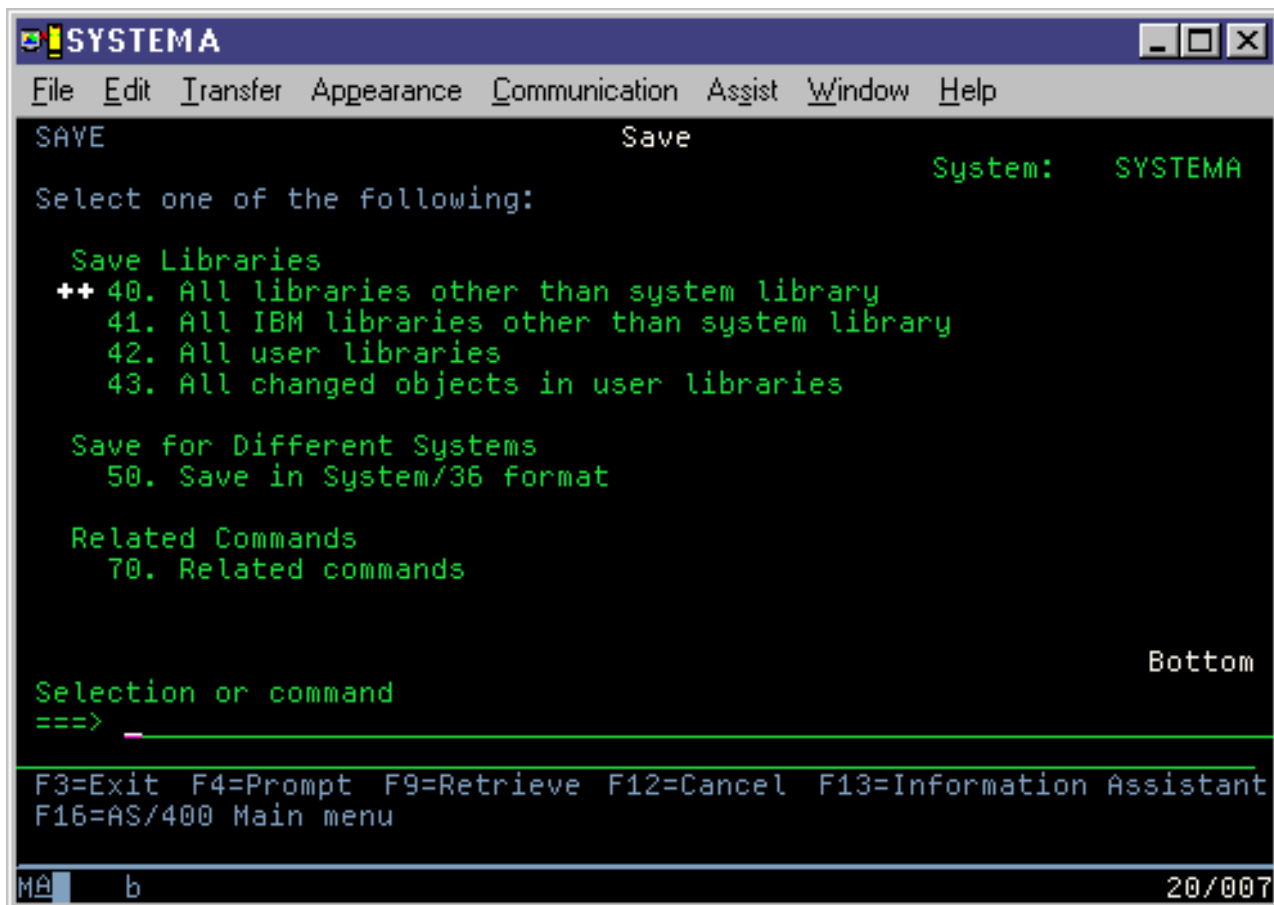 SYSTEMA
File Edit Transfer Appearance Communication Assist Window Help
SAVE Save
System: SYSTEMA
Select one of the following:
Save Libraries
++ 40. All libraries other than system library
41. All IBM libraries other than system library
42. All user libraries
43. All changed objects in user libraries
Save for Different Systems
50. Save in System/36 format
Related Commands
70. Related commands
Bottom
Selection or command
===> _
F3=Exit F4=Prompt F9=Retrieve F12=Cancel F13=Information Assistant
F16=AS/400 Main menu
MA b 20/007